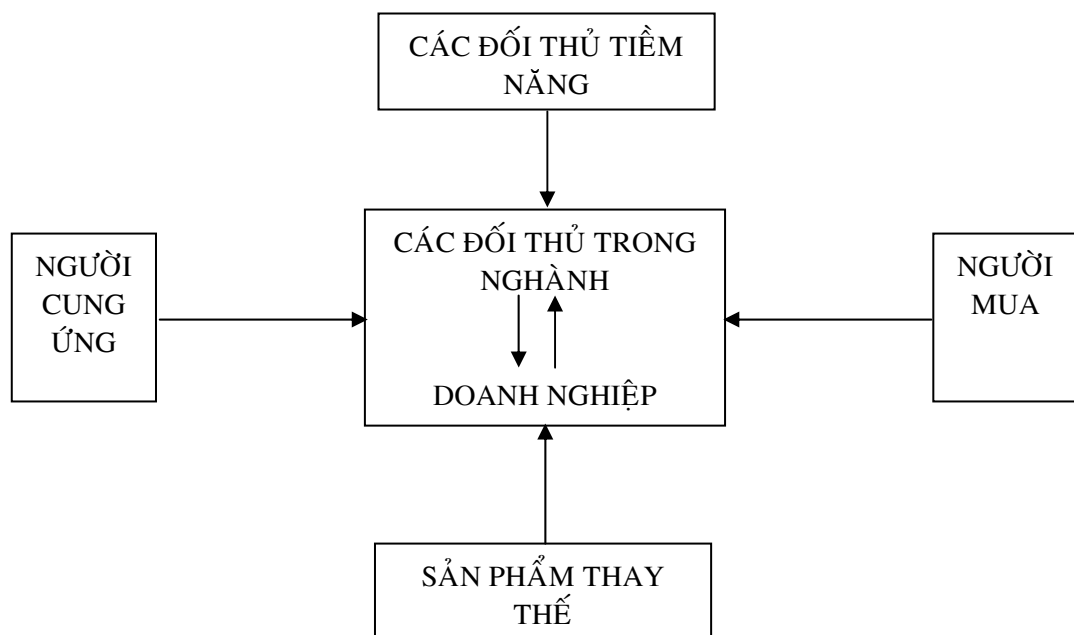 CÁC ĐỐI THỦ TIỀM
NĂNG
CÁC ĐỐI THỦ TRONG
NGHÀNH
DOANH NGHIỆP
NGƯỜI
CUNG
ỨNG
NGƯỜI
MUA
SẢN PHẨM THAY
THẾ